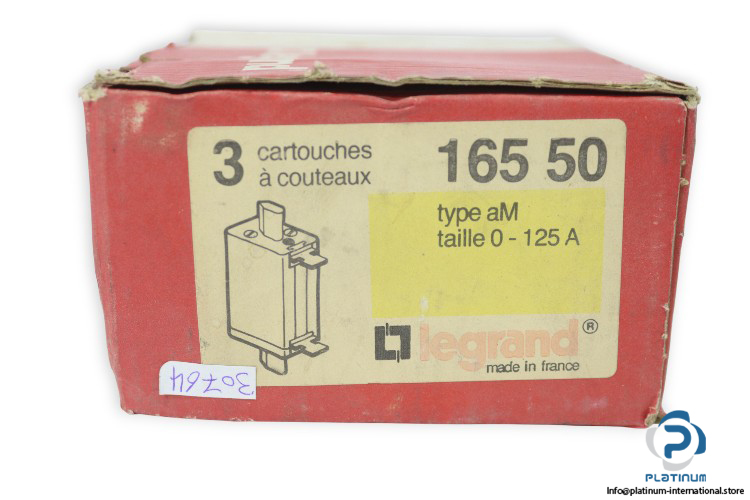 3 cartouches
à couteaux
165 50
type aM
taille 0 - 125 A
legrand®
made in france
30764
PLATINUM
Info@platinum-international.store